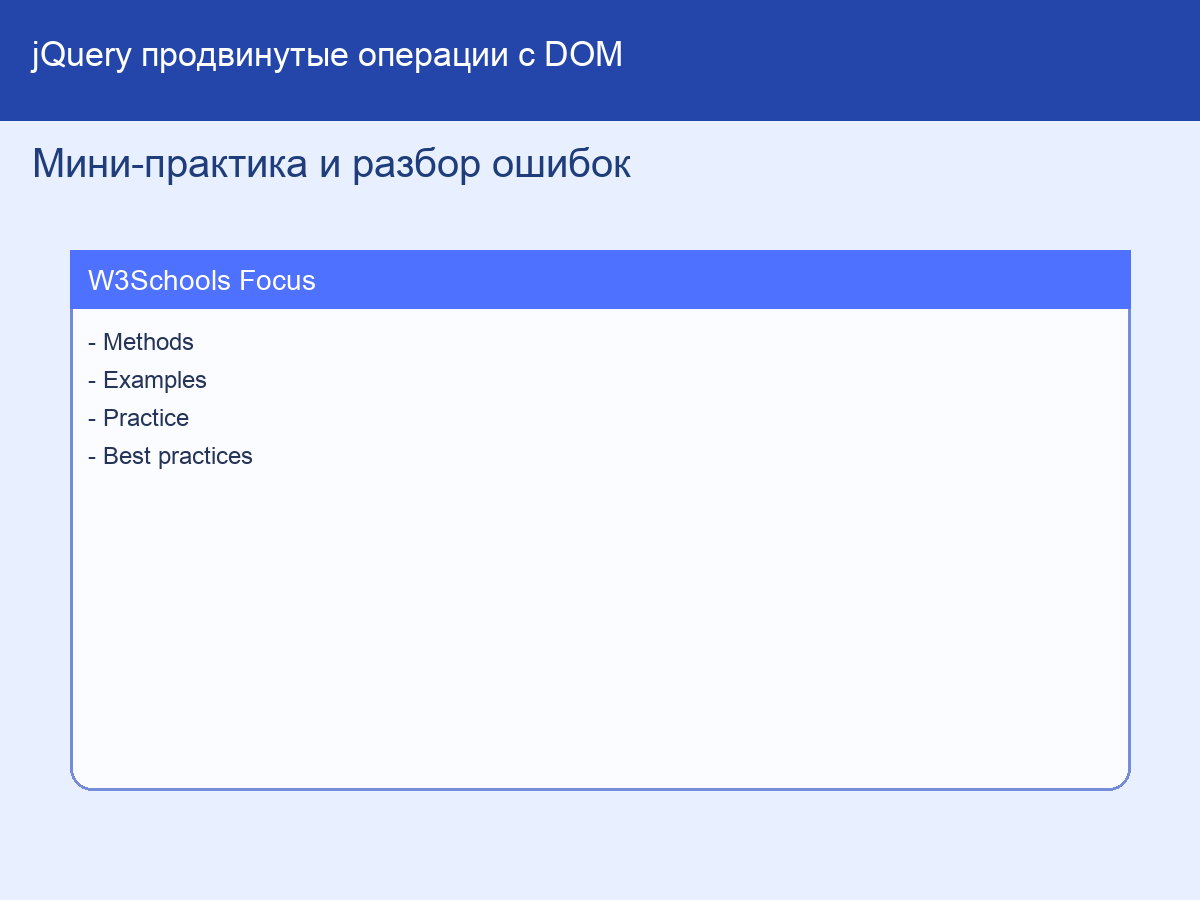 jQuery продвинутые операции с DOM
Мини-практика и разбор ошибок
W3Schools Focus
- Methods
- Examples
- Practice
- Best practices